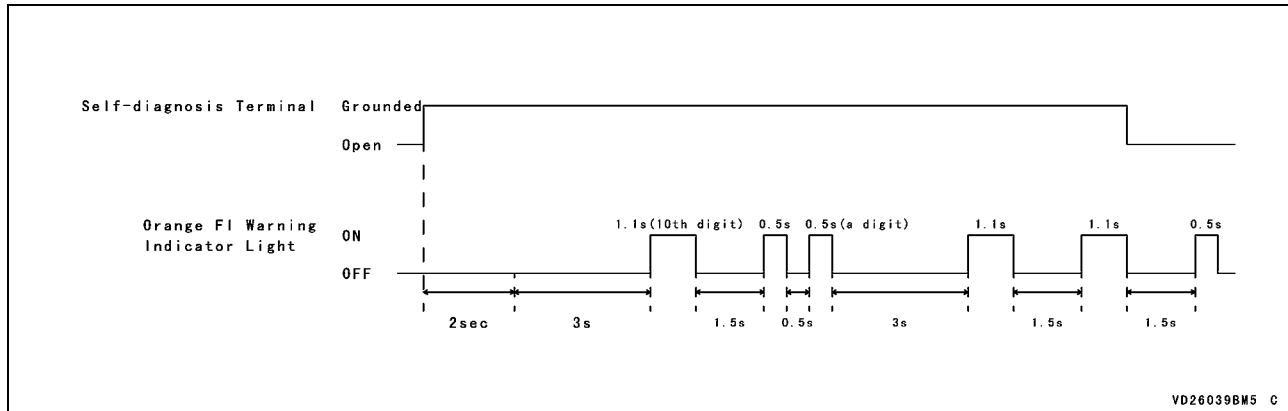 Self-diagnosis Terminal Grounded
Open
1.1s(10th digit) 0.5s 0.5s(a digit) 1.1s 1.1s 0.5s
Orange FI Warning
Indicator Light
ON
OFF
2sec 3s 1.5s 0.5s 3s 1.5s 1.5s
VD26039BM5 C